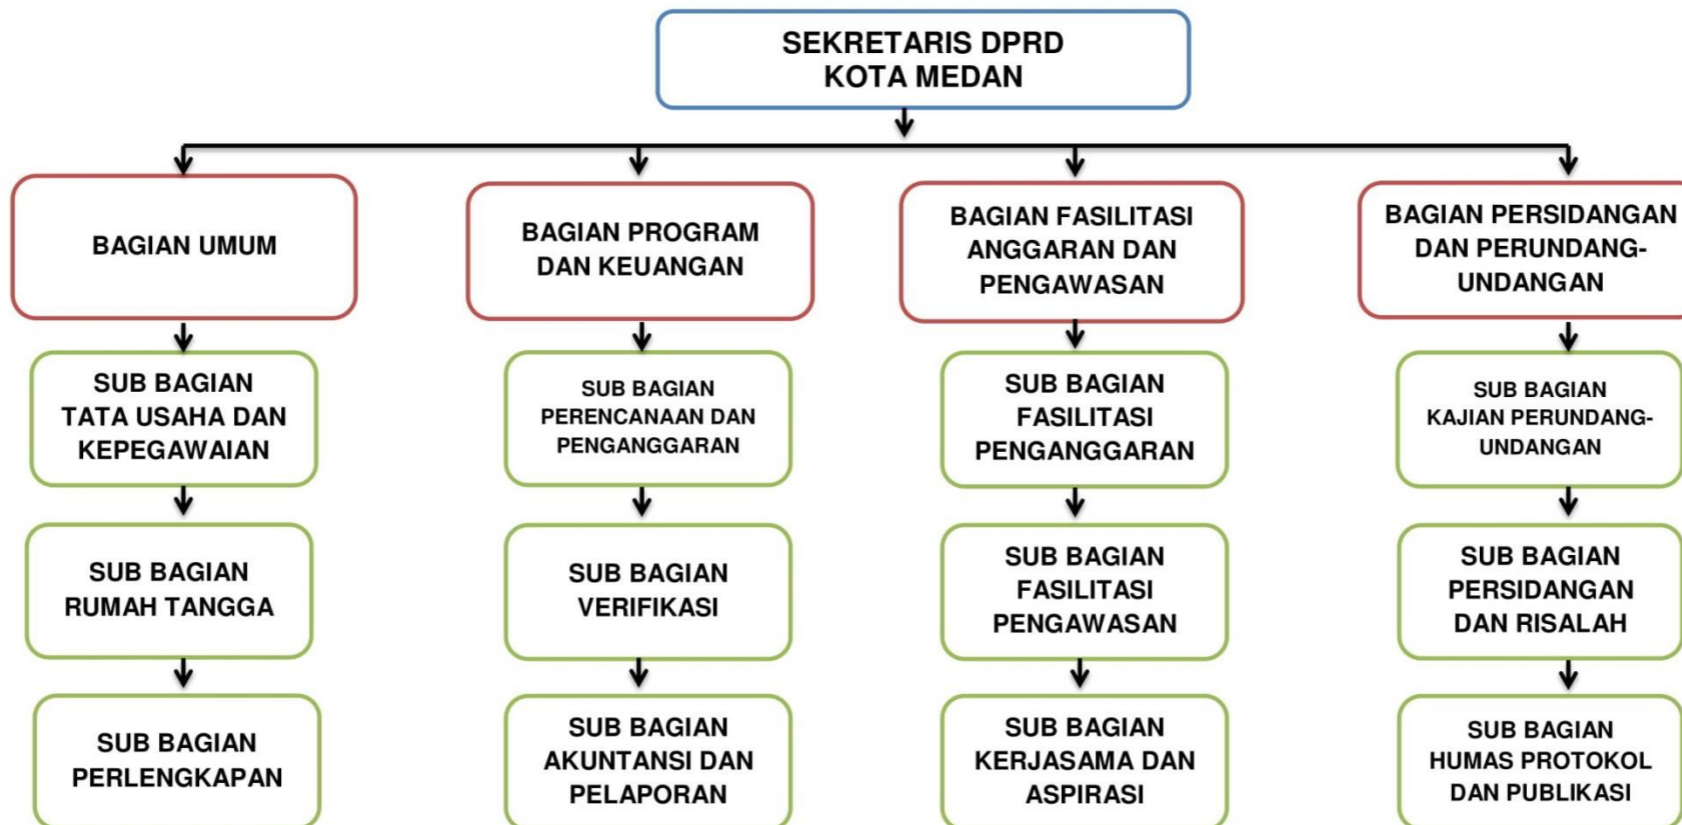 SEKRETARIS DPRD
KOTA MEDAN
BAGIAN UMUM
BAGIAN PROGRAM
DAN KEUANGAN
BAGIAN FASILITASI
ANGGARAN DAN
PENGAWASAN
BAGIAN PERSIDANGAN
DAN PERUNDANG-
UNDANGAN
SUB BAGIAN
TATA USAHA DAN
KEPEGAWAIAN
SUB BAGIAN
PERENCANAAN DAN
PENGANGGARAN
SUB BAGIAN
FASILITASI
PENGANGGARAN
SUB BAGIAN
KAJIAN PERUNDANG-
UNDANGAN
SUB BAGIAN
RUMAH TANGGA
SUB BAGIAN
VERIFIKASI
SUB BAGIAN
FASILITASI
PENGAWASAN
SUB BAGIAN
PERSIDANGAN
DAN RISALAH
SUB BAGIAN
PERLENGKAPAN
SUB BAGIAN
AKUNTANSI DAN
PELAPORAN
SUB BAGIAN
KERJASAMA DAN
ASPIRASI
SUB BAGIAN
HUMAS PROTOKOL
DAN PUBLIKASI